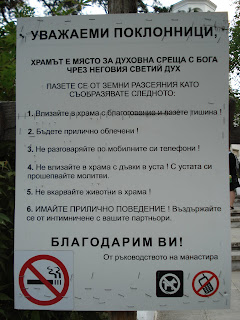 УВАЖАЕМИ ПОКЛОННИЦИ!
ХРАМЪТ Е МЯСТО ЗА ДУХОВНА СРЕЩА С БОГА
ЧРЕЗ НЕГОВИЯ СВЕТИЙ ДУХ
ПАЗЕТЕ СЕ ОТ ЗЕМНИ РАЗСЕЯНИЯ КАТО
СЪОБРАЗЯВАТЕ СЛЕДНОТО:
1. Влизайте в храма с благоговение и пазете тишина !
2. Бъдете прилично облечени !
3. Не разговаряйте по мобилните си телефони !
4. Не влизайте в храма с дъвки в уста ! С устата си
прошепвайте молитви.
5. Не вкарвайте животни в храма !
6. ИМАЙТЕ ПРИЛИЧНО ПОВЕДЕНИЕ ! Въздържайте
се от интимничене с вашите партньори.
БЛАГОДАРИМ ВИ!
От ръководството на манастира